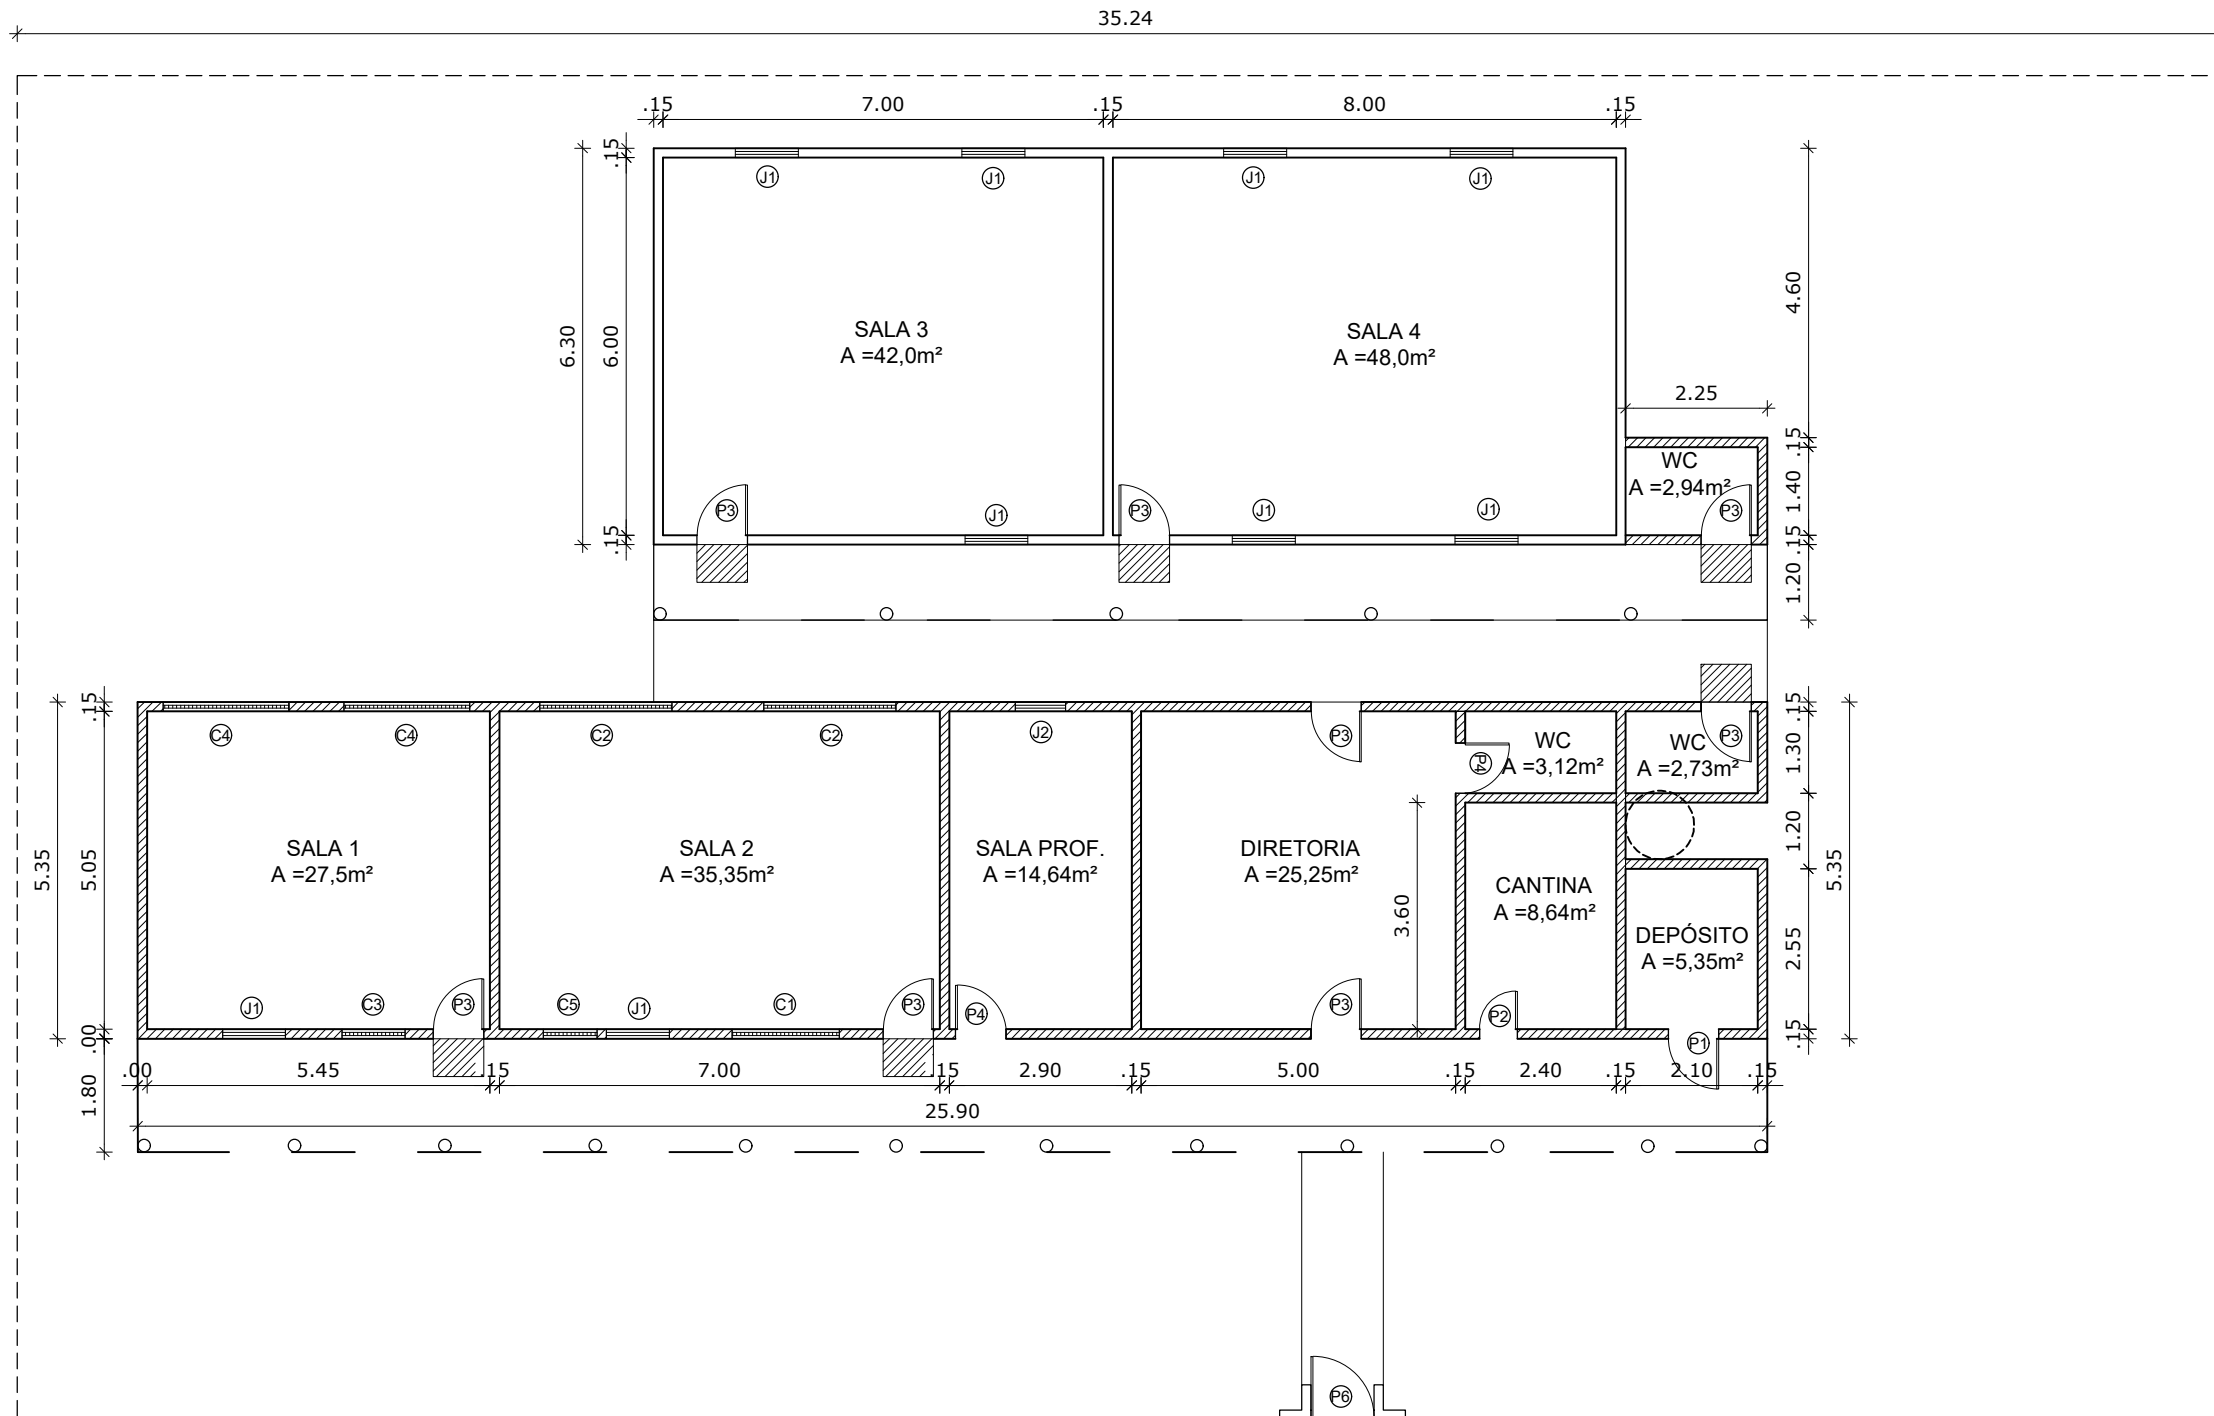 35.24
.15 7.00 .15 8.00 .15
.15
J1 J1 J1 J1
4.60
6.30
6.00
SALA 3
A =42,0m²
SALA 4
A =48,0m²
2.25
.15
WC
A =2,94m²
1.40
P3 J1 P3 J1 J1 P3
.15
.15
1.20
.15
.15
C4 C4 C2 C2 J2 P3 P4
WC
A =3,12m²
WC
A =2,73m²
P3
1.30
1.20
5.35
5.05
SALA 1
A =27,5m²
SALA 2
A =35,35m²
SALA PROF.
A =14,64m²
DIRETORIA
A =25,25m²
3.60
CANTINA
A =8,64m²
DEPÓSITO
A =5,35m²
2.55
5.35
J1 C3 P3 C5 J1 C1 P3 P4 P3 P2 P1
.00
.15
.00 5.45 .15 7.00 .15 2.90 .15 5.00 .15 2.40 .15 2.10 .15
1.80
25.90
P6